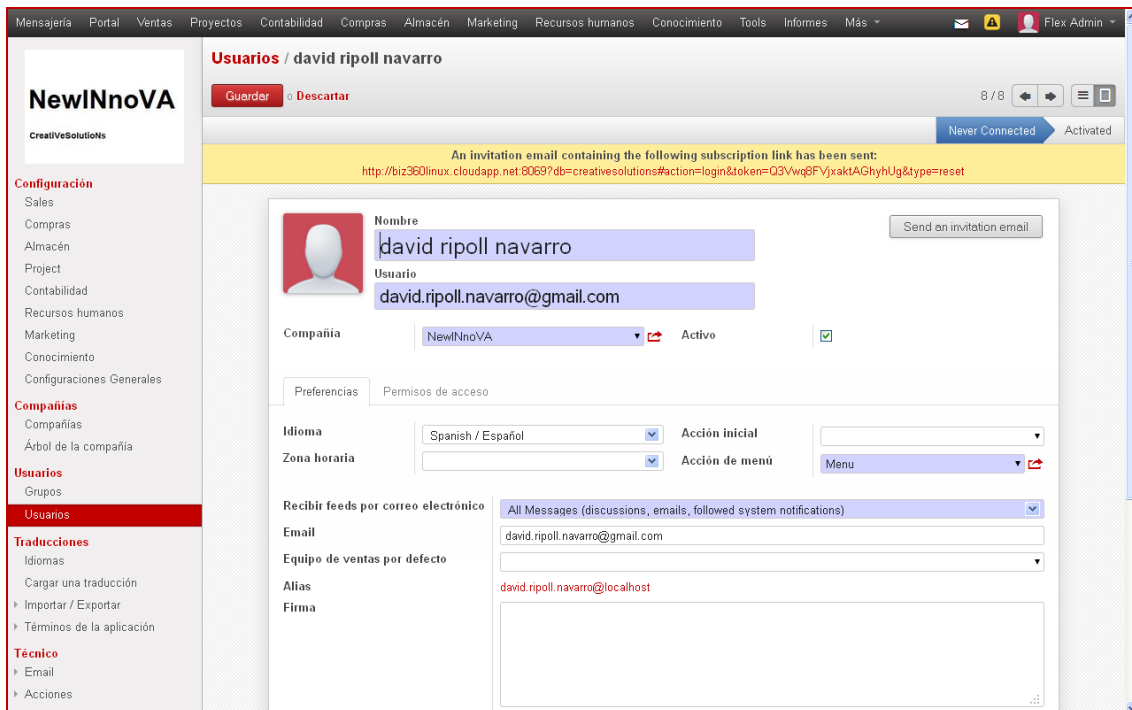 Mensajería Portal Ventas Proyectos Contabilidad Compras Almacén Marketing Recursos humanos Conocimiento Tools Informes Más Flex Admin
NewINnoVA
CreatiVeSolutioNs
Configuración
Sales
Compras
Almacén
Project
Contabilidad
Recursos humanos
Marketing
Conocimiento
Configuraciones Generales
Compañías
Compañías
Árbol de la compañía
Usuarios
Grupos
Usuarios
Traducciones
Idiomas
Cargar una traducción
Importar / Exportar
Términos de la aplicación
Técnico
Email
Acciones
Usuarios / david ripoll navarro
Guardar o Descartar 8 / 8
Never Connected Activated
An invitation email containing the following subscription link has been sent:
http://biz360linux.cloudapp.net:8069?db=creativesolutions#action=login&token=Q3Vwq8FVjxaktAGhyhUg&type=reset
Nombre
david ripoll navarro
Send an invitation email
Usuario
david.ripoll.navarro@gmail.com
Compañía NewINnoVA Activo
Preferencias Permisos de acceso
Idioma Spanish / Español Acción inicial
Zona horaria Acción de menú Menu
Recibir feeds por correo electrónico All Messages (discussions, emails, followed system notifications)
Email david.ripoll.navarro@gmail.com
Equipo de ventas por defecto
Alias david.ripoll.navarro@localhost
Firma